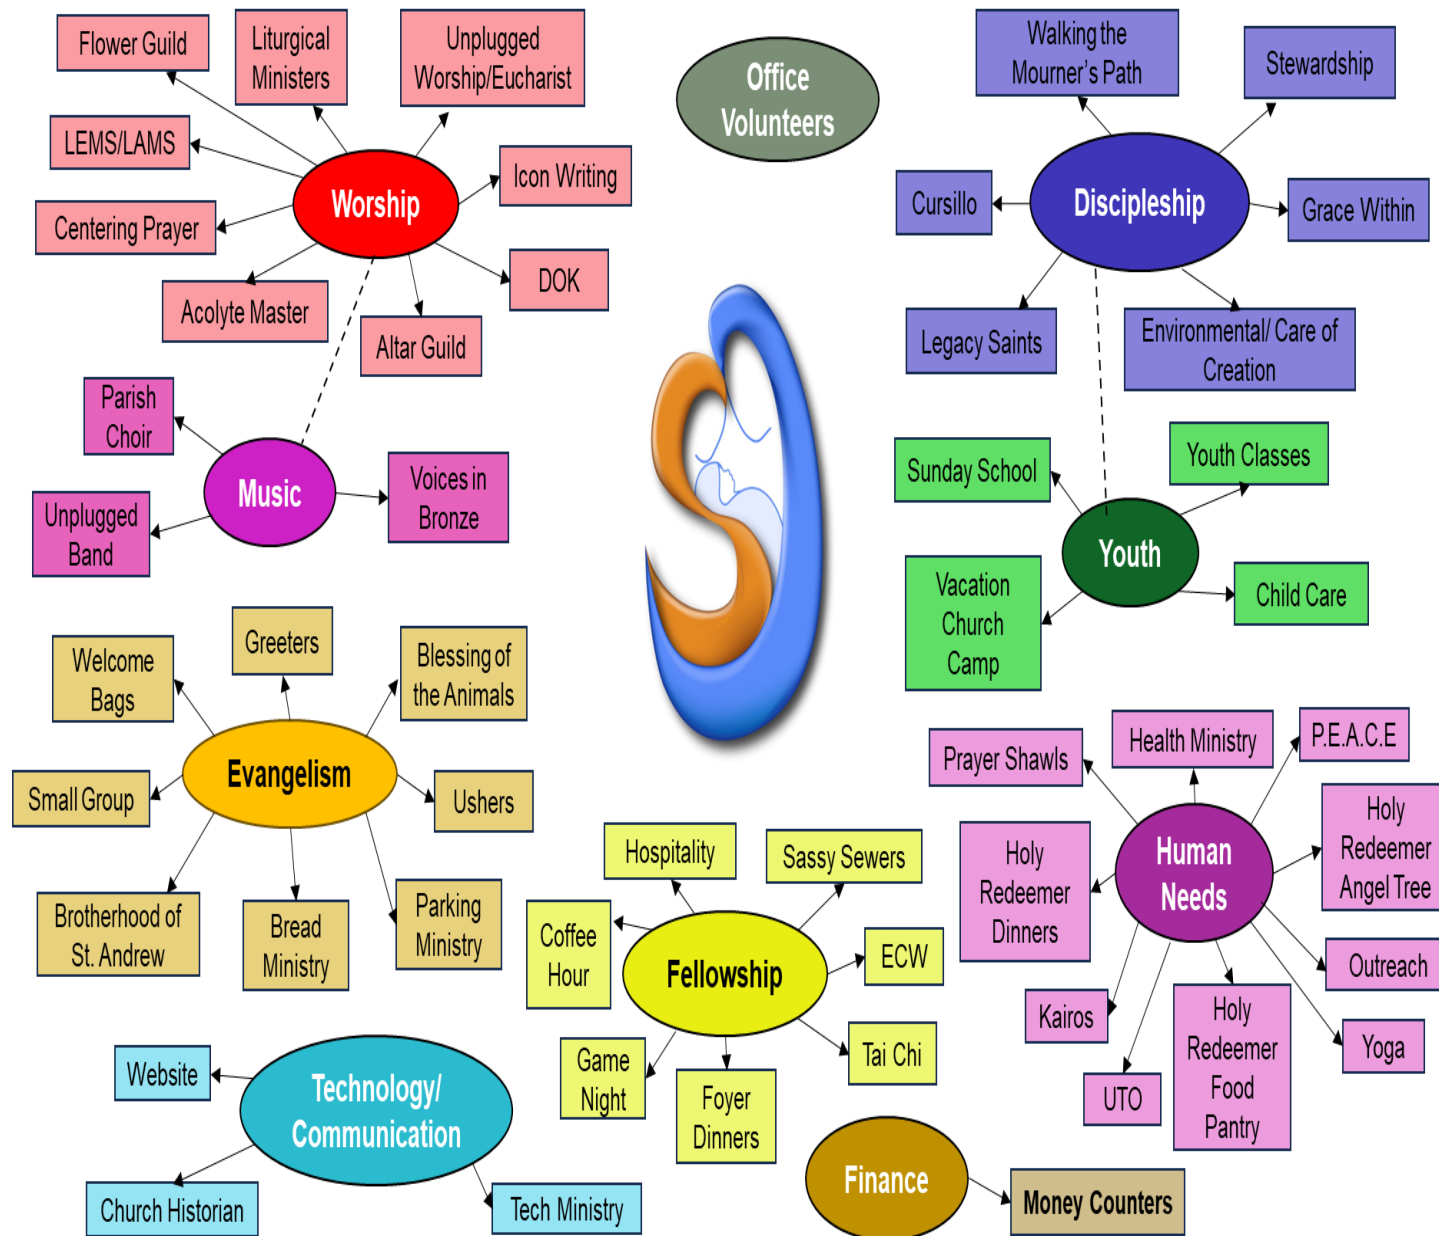 Flower Guild
Liturgical
Ministers
Unplugged
Worship/Eucharist
LEMS/LAMS
Worship
Icon Writing
Centering Prayer
DOK
Acolyte Master
Altar Guild
Office
Volunteers
Walking the
Mourner's Path
Stewardship
Cursillo
Discipleship
Grace Within
Legacy Saints
Environmental/ Care of
Creation
Parish
Choir
Music
Voices in
Bronze
Unplugged
Band
Sunday School
Youth Classes
Youth
Vacation
Church
Camp
Child Care
Welcome
Bags
Greeters
Blessing of
the Animals
Evangelism
Small Group
Ushers
Brotherhood of
St. Andrew
Bread
Ministry
Parking
Ministry
Prayer Shawls
Health Ministry
P.E.A.C.E
Holy
Redeemer
Dinners
Human
Needs
Holy
Redeemer
Angel Tree
Outreach
Kairos
UTO
Holy
Redeemer
Food
Pantry
Yoga
Hospitality
Sassy Sewers
Coffee
Hour
Fellowship
ECW
Game
Night
Foyer
Dinners
Tai Chi
Website
Technology/
Communication
Church Historian
Tech Ministry
Finance
Money Counters